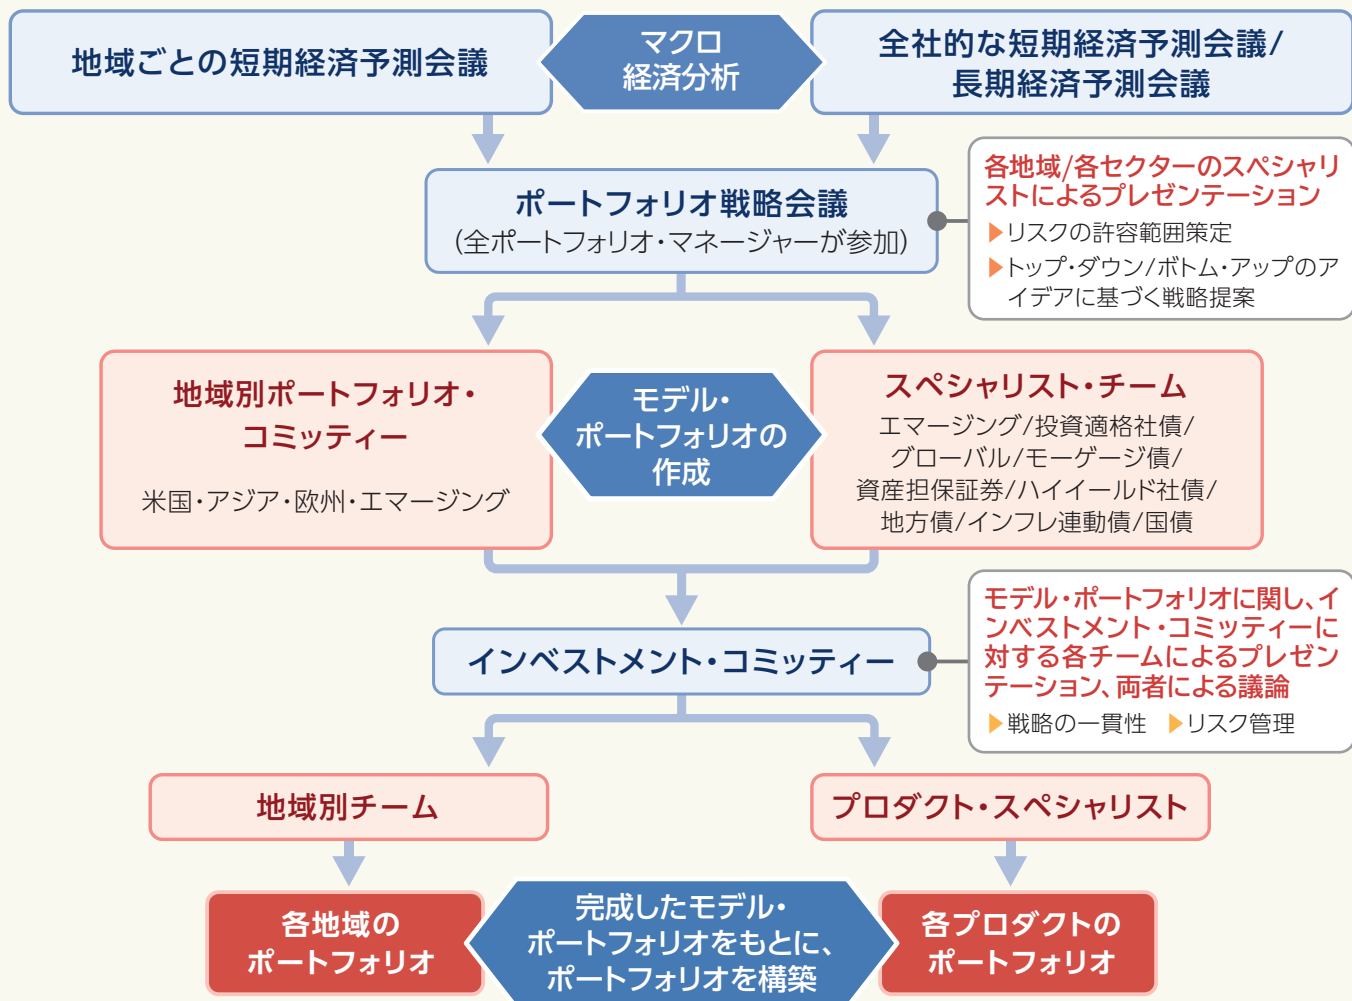 地域ごとの短期経済予測会議
マクロ
経済分析
全社的な短期経済予測会議/
長期経済予測会議
ポートフォリオ戦略会議
(全ポートフォリオ・マネージャーが参加)
各地域/各セクターのスペシャリ
ストによるプレゼンテーション
▶リスクの許容範囲策定
▶トップ・ダウン/ボトム・アップのア
イデアに基づく戦略提案
地域別ポートフォリオ・
コミッティー
米国・アジア・欧州・エマージング
モデル・
ポートフォリオの
作成
スペシャリスト・チーム
エマージング/投資適格社債/
グローバル/モーゲージ債/
資産担保証券/ハイイールド社債/
地方債/インフレ連動債/国債
インベストメント・コミッティー
モデル・ポートフォリオに関し、イ
ンベストメント・コミッティーに
対する各チームによるプレゼン
テーション、両者による議論
▶戦略の一貫性 ▶リスク管理
地域別チーム
プロダクト・スペシャリスト
各地域の
ポートフォリオ
完成したモデル・
ポートフォリオをもとに、
ポートフォリオを構築
各プロダクトの
ポートフォリオ